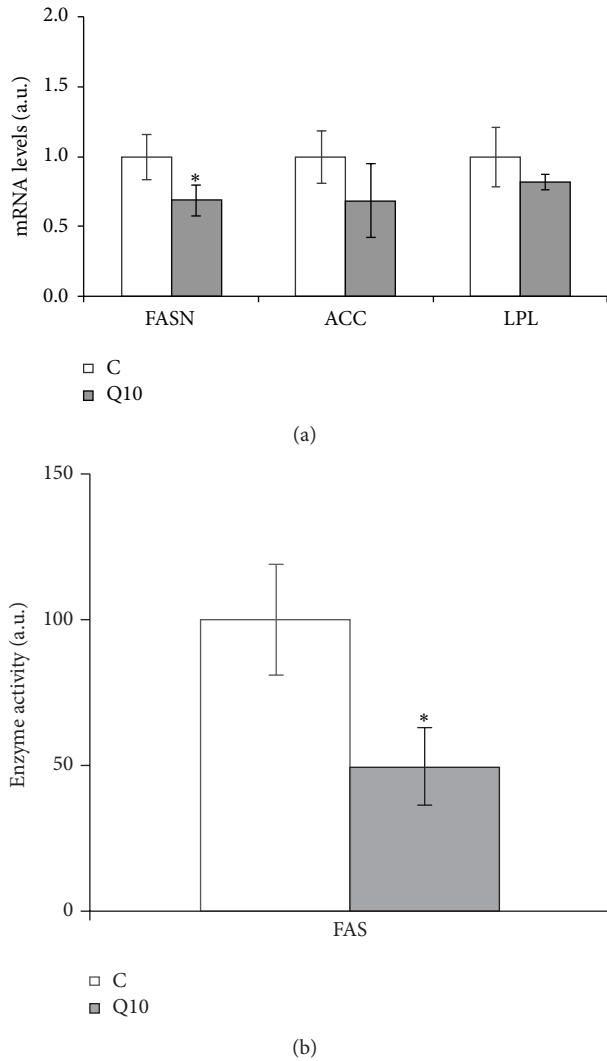 2.0
1.5
1.0
0.5
0.0
mRNA levels (a.u.)
*
FASN ACC LPL
C
Q10
(a)
150
100
50
0
Enzyme activity (a.u.)
*
FAS
C
Q10
(b)